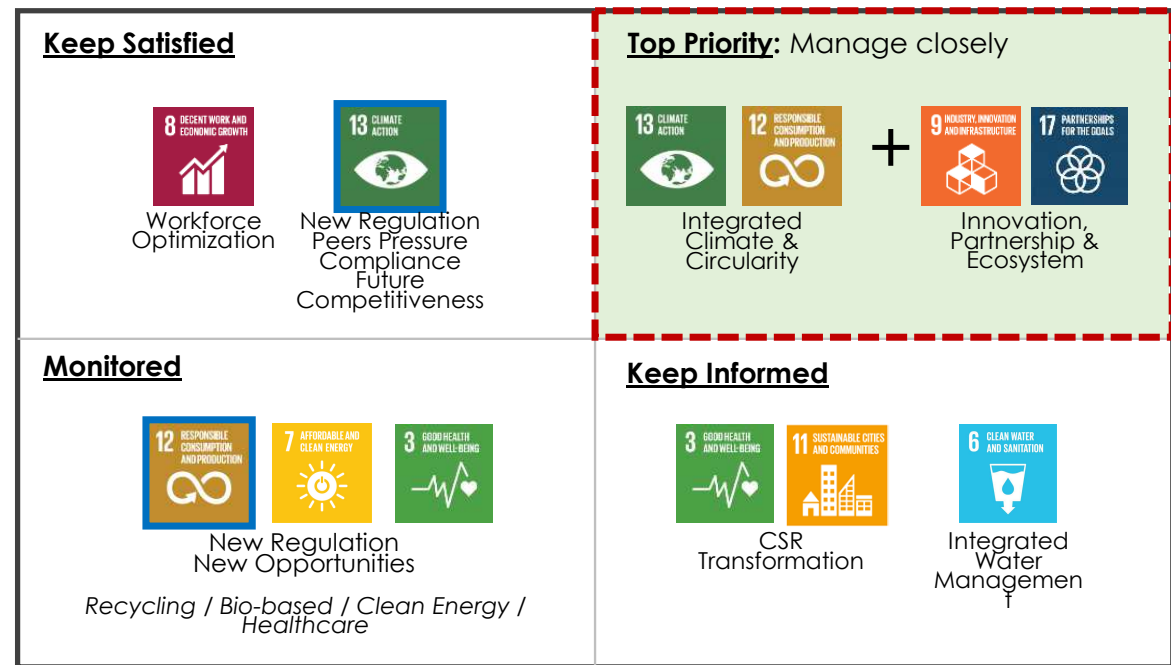 Keep Satisfied
8 DECENT WORK AND
ECONOMIC GROWTH
13 CLIMATE
ACTION
Workforce
Optimization
New Regulation
Peers Pressure
Compliance
Future
Competitiveness
Top Priority: Manage closely
13 CLIMATE
ACTION
12 RESPONSIBLE
CONSUMPTION
AND PRODUCTION
+
9 INDUSTRY, INNOVATION
AND INFRASTRUCTURE
17 PARTNERSHIPS
FOR THE GOALS
Integrated
Climate &
Circularity
Innovation,
Partnership &
Ecosystem
Monitored
12 RESPONSIBLE
CONSUMPTION
AND PRODUCTION
7 AFFORDABLE AND
CLEAN ENERGY
3 GOOD HEALTH
AND WELL-BEING
New Regulation
New Opportunities
Recycling / Bio-based / Clean Energy /
Healthcare
Keep Informed
3 GOOD HEALTH
AND WELL-BEING
11 SUSTAINABLE CITIES
AND COMMUNITIES
6 CLEAN WATER
AND SANITATION
CSR
Transformation
Integrated
Water
Managemen
t